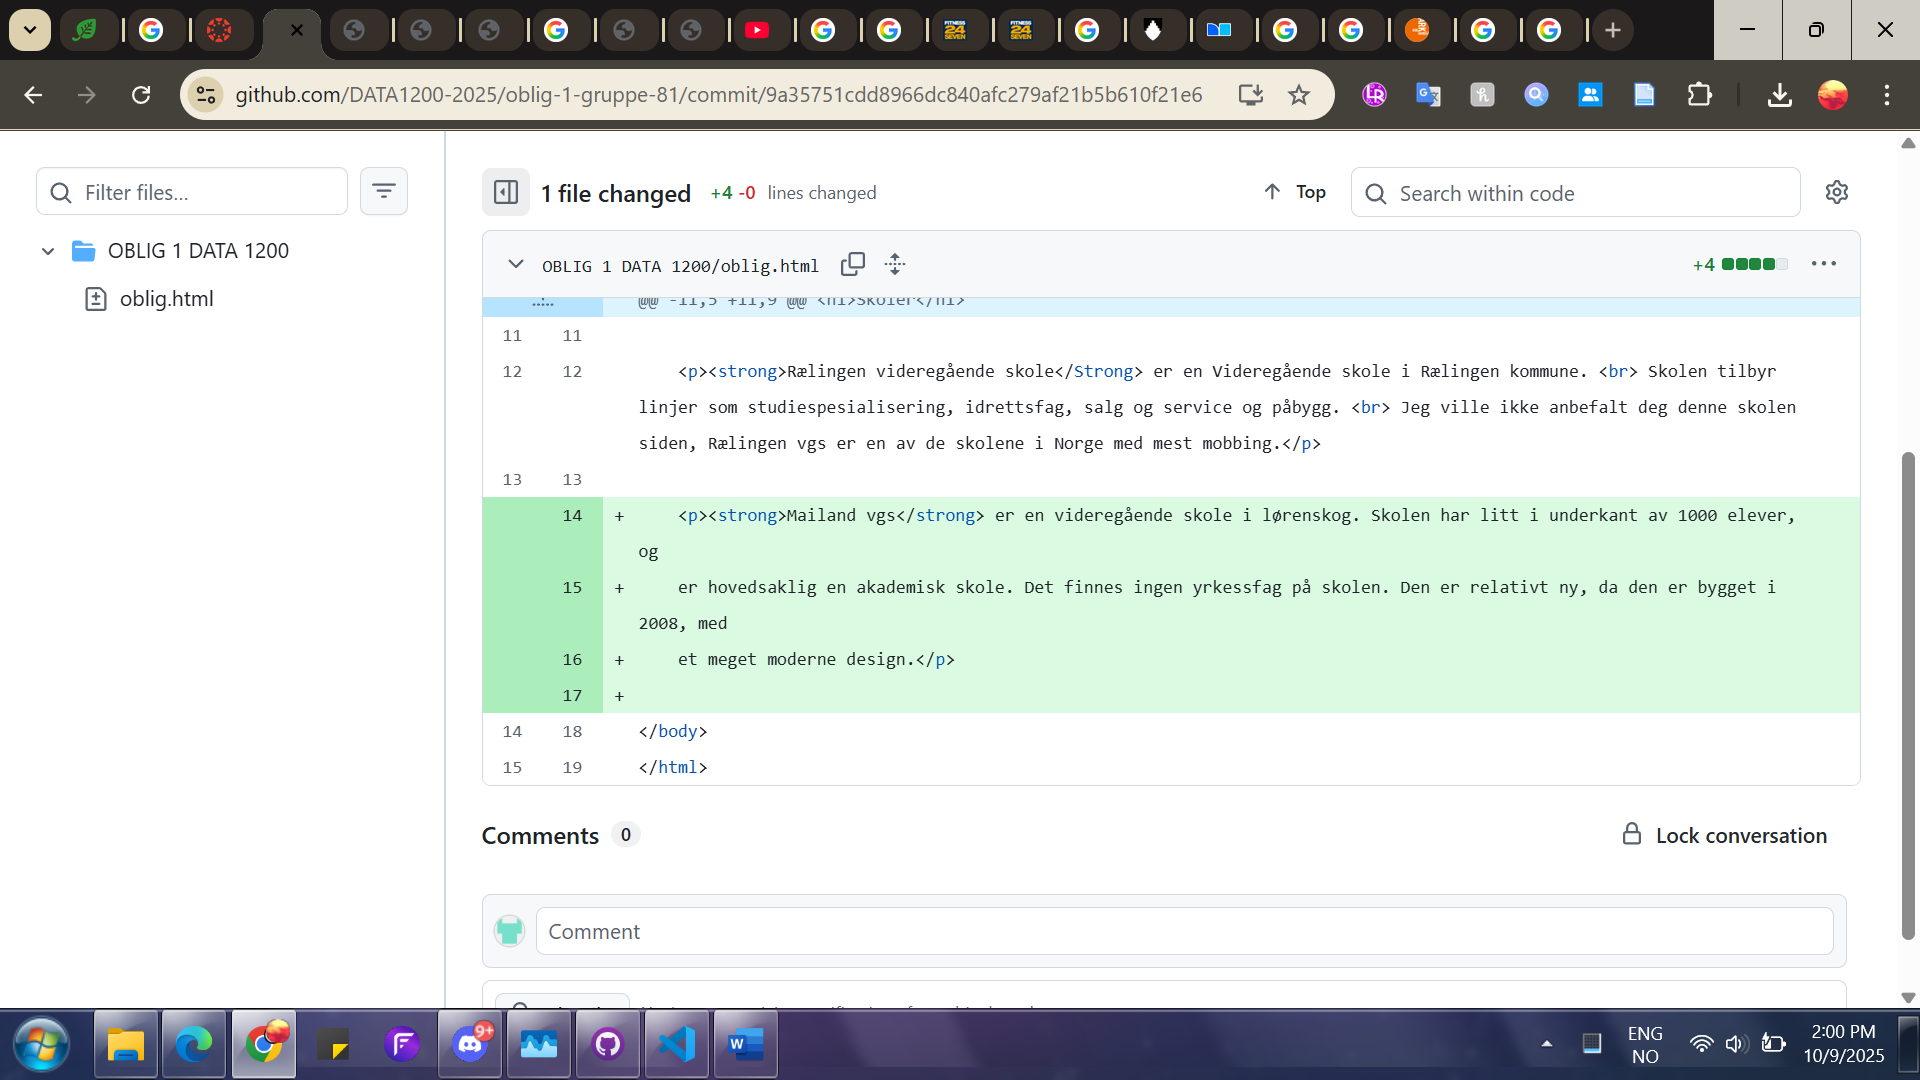 github.com/DATA1200-2025/oblig-1-gruppe-81/commit/9a35751cdd8966dc840afc279af21b5b610f21e6
Filter files...
OBLIG 1 DATA 1200
oblig.html
1 file changed +4 -0 lines changed
Top
Search within code
OBLIG 1 DATA 1200/oblig.html
+4
@@ -11,5 +11,9 @@ <h1>Skoler</h1>
11 11
12 12 <p><strong>Rælingen videregående skole</Strong> er en Videregående skole i Rælingen kommune. <br> Skolen tilbyr
linjer som studiespesialisering, idrettsfag, salg og service og påbygg. <br> Jeg ville ikke anbefalt deg denne skolen
siden, Rælingen vgs er en av de skolene i Norge med mest mobbing.</p>
13 13
14 + <p><strong>Mailand vgs</strong> er en videregående skole i lørenskog. Skolen har litt i underkant av 1000 elever,
og
15 + er hovedsaklig en akademisk skole. Det finnes ingen yrkessfag på skolen. Den er relativt ny, da den er bygget i
2008, med
16 + et meget moderne design.</p>
17 +
14 18 </body>
15 19 </html>
Comments 0
Lock conversation
Comment
FITNESS
24
SEVEN
FITNESS
24
SEVEN
9+
ENG
NO
2:00 PM
10/9/2025